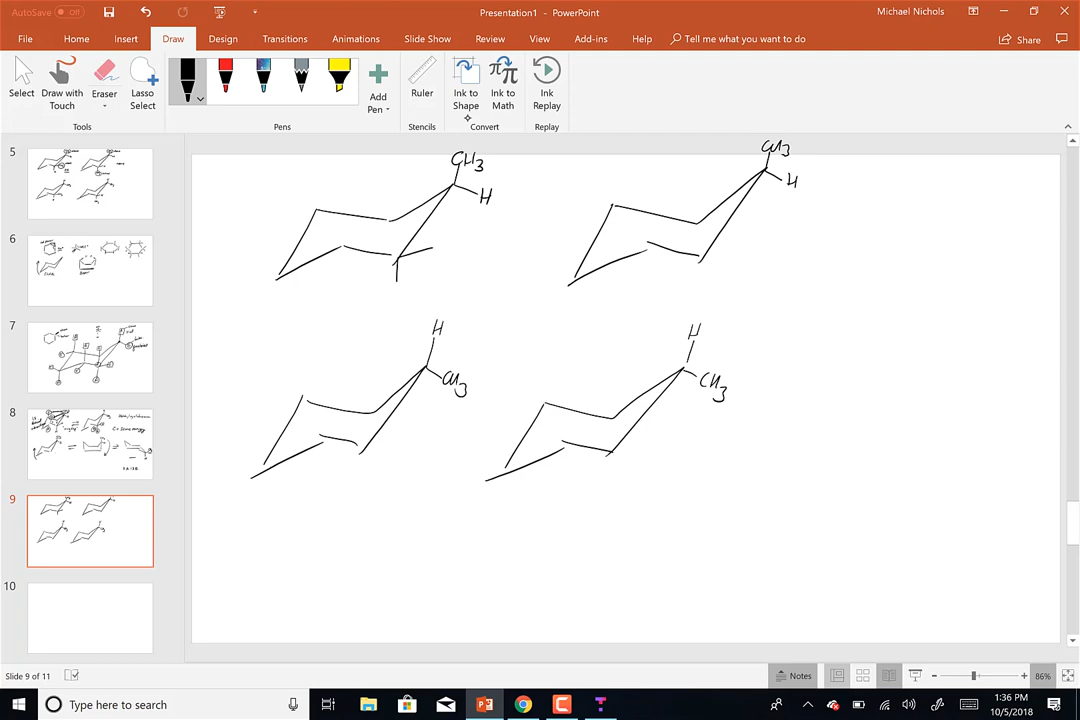 AutoSave Off
Presentation1 - PowerPoint
Michael Nichols
File Home Insert Draw Design Transitions Animations Slide Show Review View Add-ins Help Tell me what you want to do
Share
Select
Draw with Touch
Eraser
Lasso Select
Add Pen
Ruler
Ink to Shape
Ink to Math
Ink Replay
Tools Pens Stencils Convert Replay
5
6
7
8
9
10
CH3
H
CH3
H
H
CH3
H
CH3
Slide 9 of 11
Notes
86%
Type here to search
1:36 PM
10/5/2018